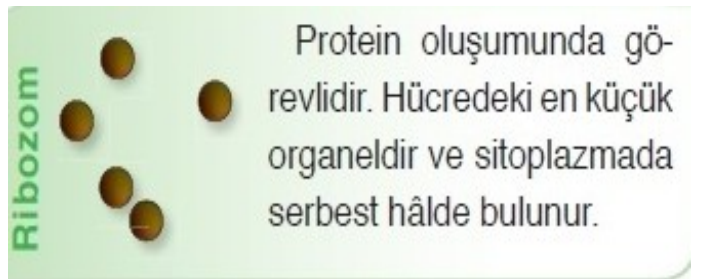 Ribozom
Protein oluşumunda gö-
revlidir. Hücredeki en küçük
organeldir ve sitoplazmada
serbest hâlde bulunur.